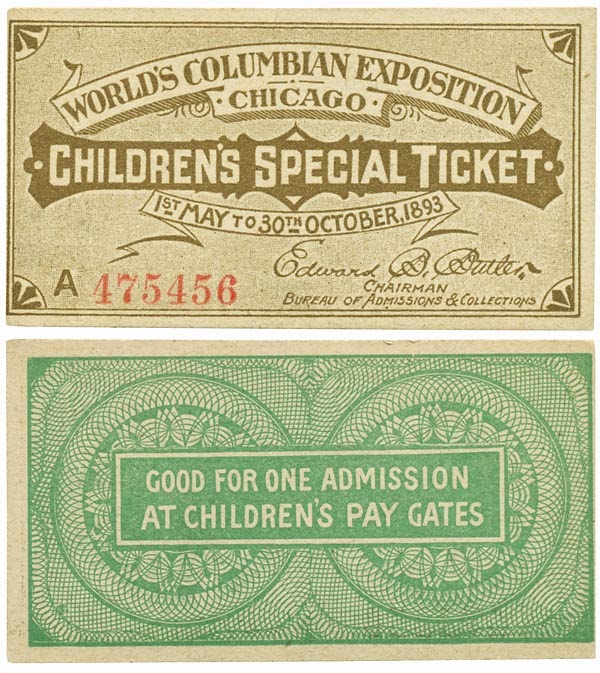 WORLD'S COLUMBIAN EXPOSITION
CHICAGO
CHILDREN'S SPECIAL TICKET
1ST MAY TO 30TH OCTOBER, 1893
Edward B. Butler
CHAIRMAN
BUREAU OF ADMISSIONS & COLLECTIONS
A 475456
GOOD FOR ONE ADMISSION
AT CHILDREN'S PAY GATES